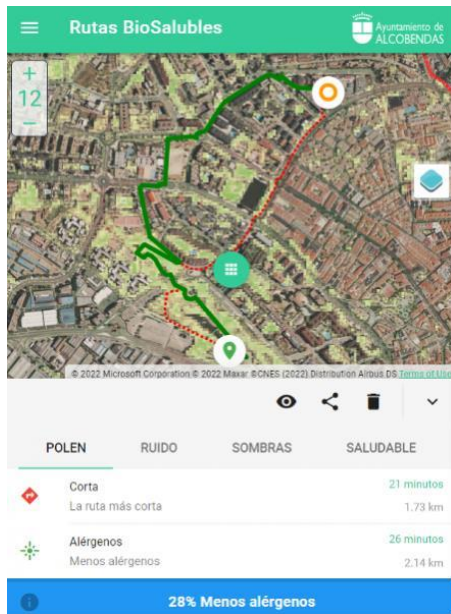 Rutas BioSalubles
Ayuntamiento de
ALCOBENDAS
+
12
−
© 2022 Microsoft Corporation © 2022 Maxar ©CNES (2022) Distribution Airbus DS Terms of Use
POLEN RUIDO SOMBRAS SALUDABLE
Corta 21 minutos
La ruta más corta 1.73 km
Alérgenos 26 minutos
Menos alérgenos 2.14 km
28% Menos alérgenos